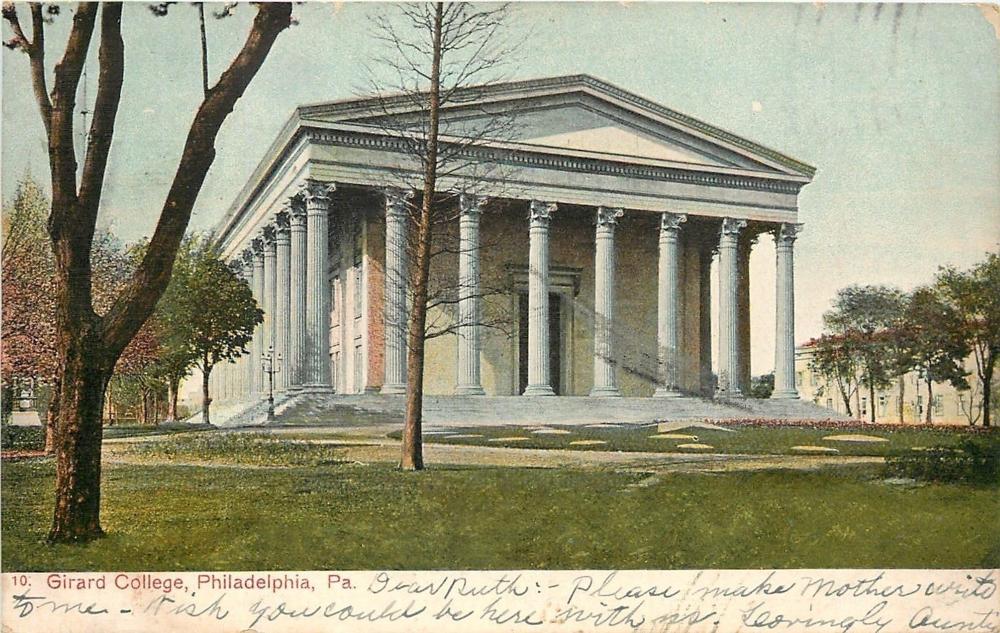 10. Girard College, Philadelphia, Pa. Dear Ruth:- Please make Mother write
to me - Wish you could be here with us. Lovingly Aunty